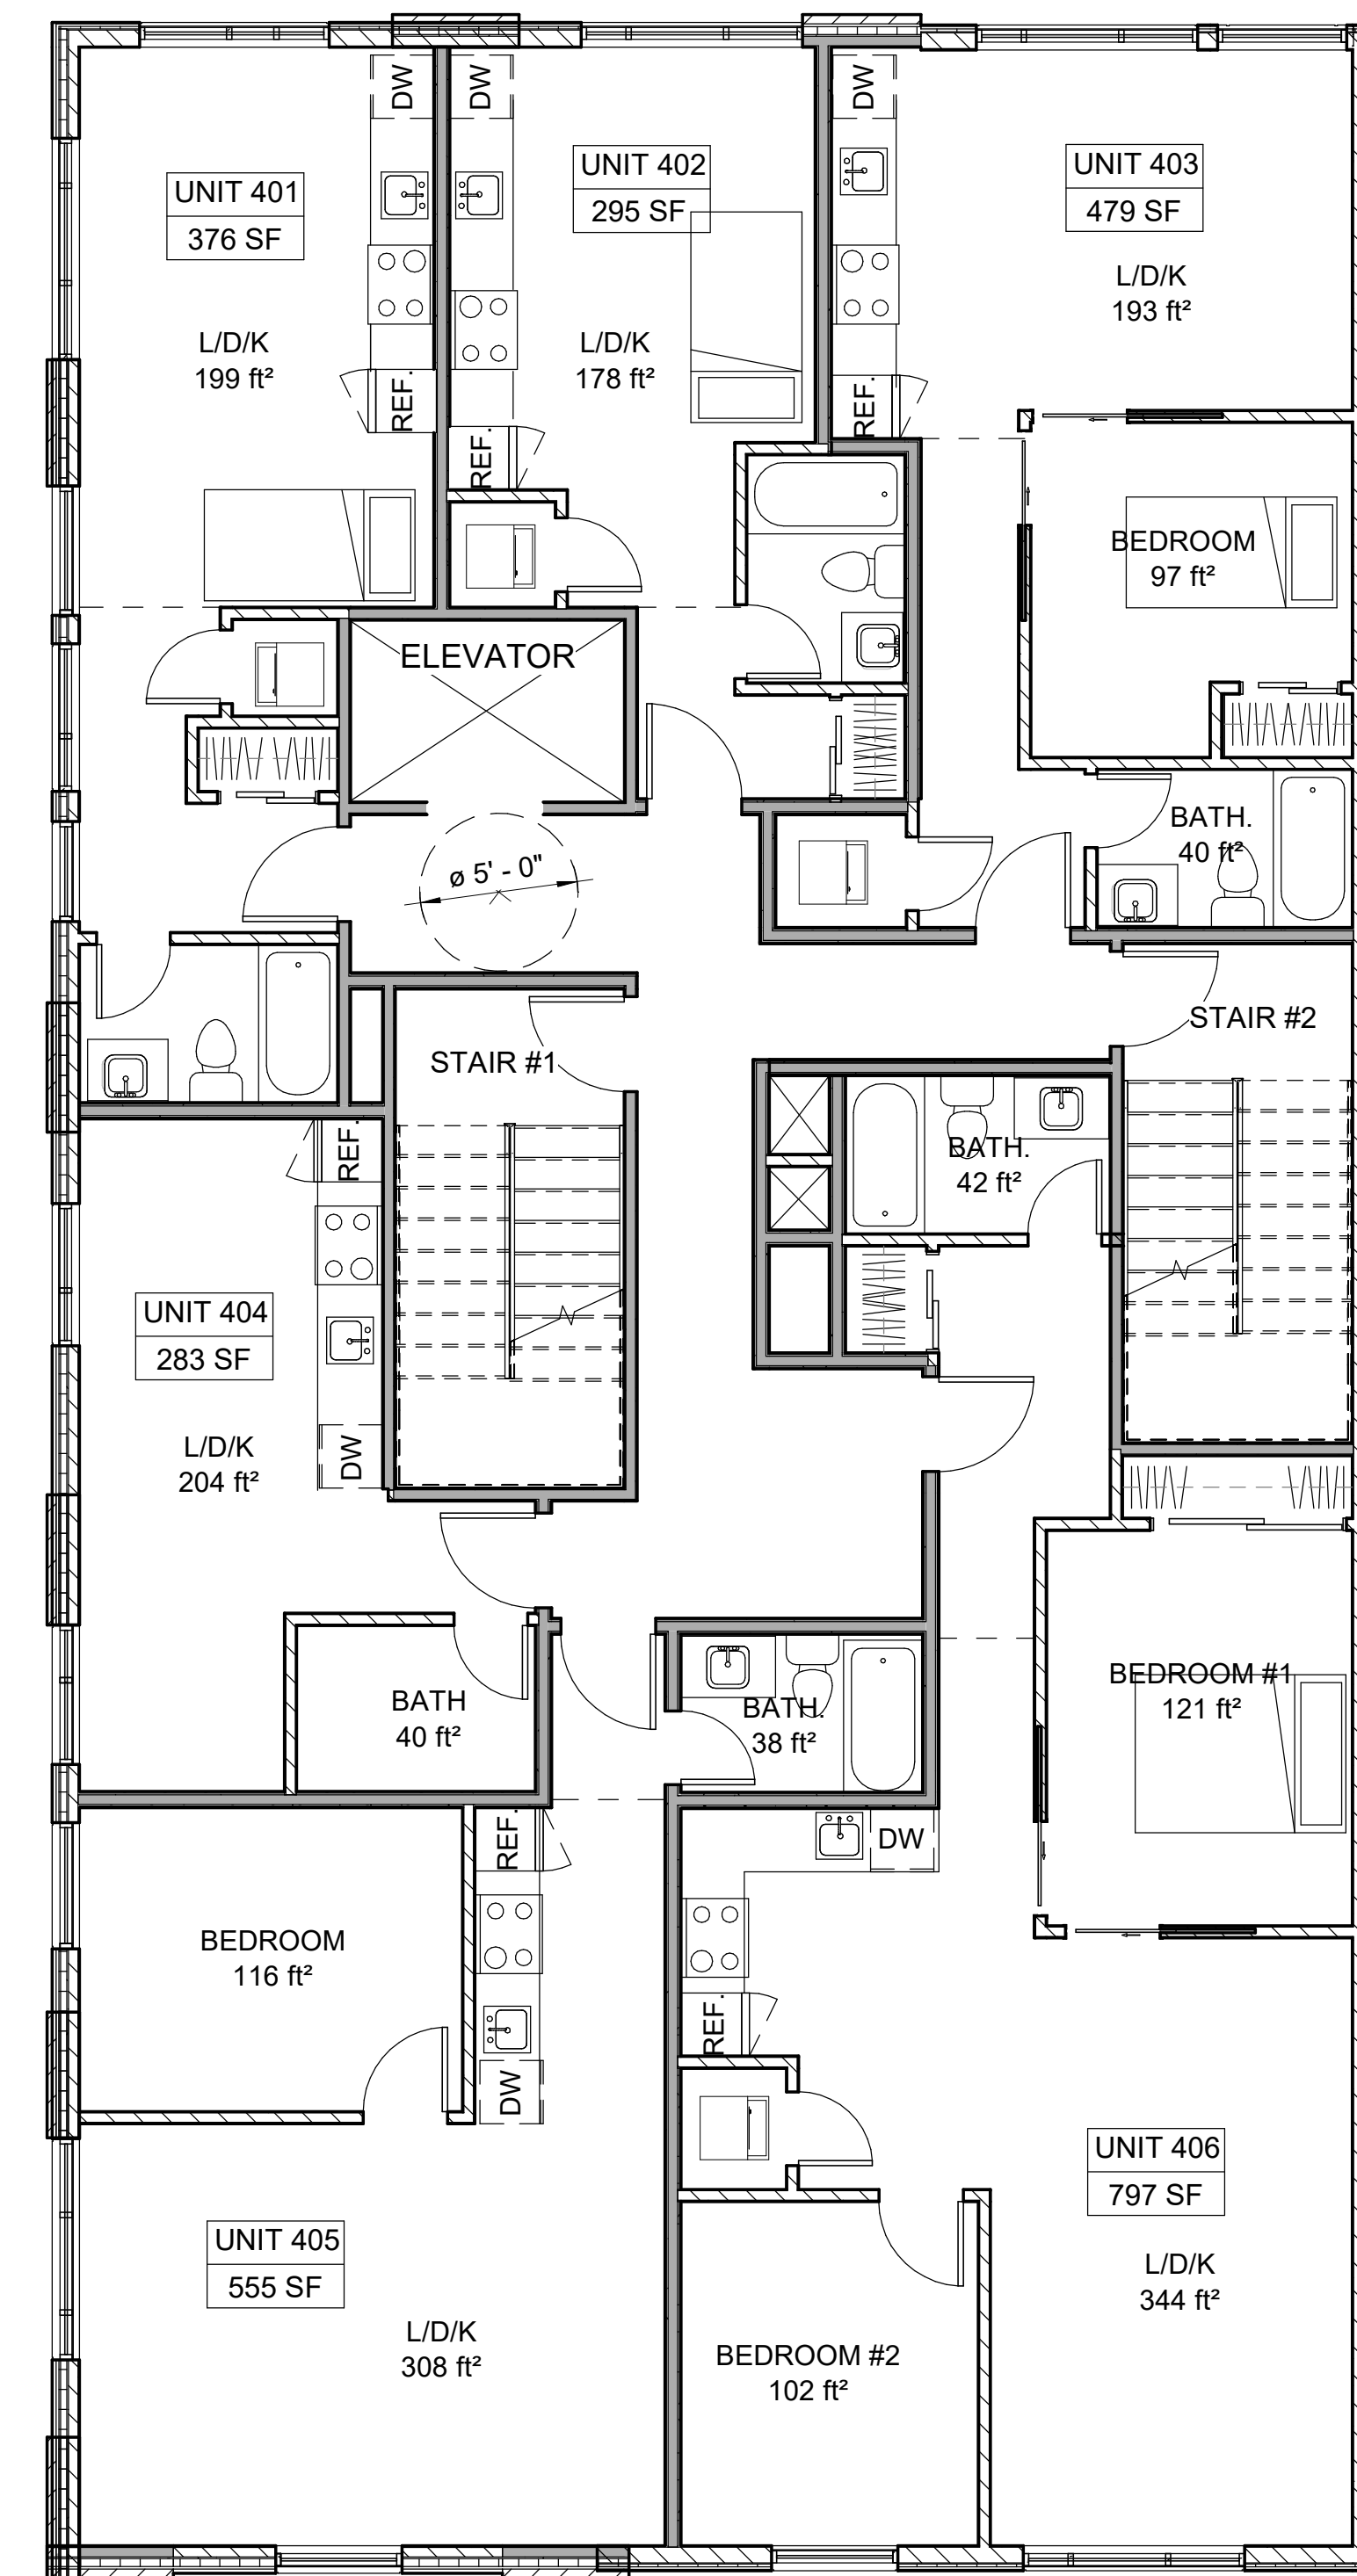 DW
DW
DW
UNIT 401
376 SF
UNIT 402
295 SF
UNIT 403
479 SF
L/D/K
193 ft²
L/D/K
199 ft²
L/D/K
178 ft²
REF.
REF.
REF.
BEDROOM
97 ft²
ELEVATOR
BATH.
40 ft²
ø 5' - 0"
STAIR #1
STAIR #2
REF.
BATH.
42 ft²
UNIT 404
283 SF
L/D/K
204 ft²
DW
BATH
40 ft²
BATH.
38 ft²
BEDROOM #1
121 ft²
REF.
DW
BEDROOM
116 ft²
REF.
DW
UNIT 406
797 SF
UNIT 405
555 SF
L/D/K
344 ft²
L/D/K
308 ft²
BEDROOM #2
102 ft²